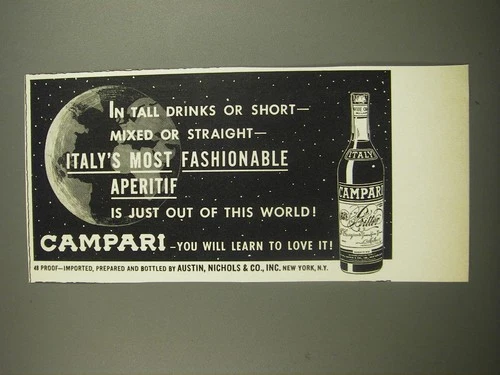 IN TALL DRINKS OR SHORT—
MIXED OR STRAIGHT—
ITALY'S MOST FASHIONABLE
APERITIF
IS JUST OUT OF THIS WORLD!
CAMPARI —YOU WILL LEARN TO LOVE IT!
48 PROOF—IMPORTED, PREPARED AND BOTTLED BY AUSTIN, NICHOLS & CO., INC. NEW YORK, N.Y.
ITALY
CAMPARI
Bitter